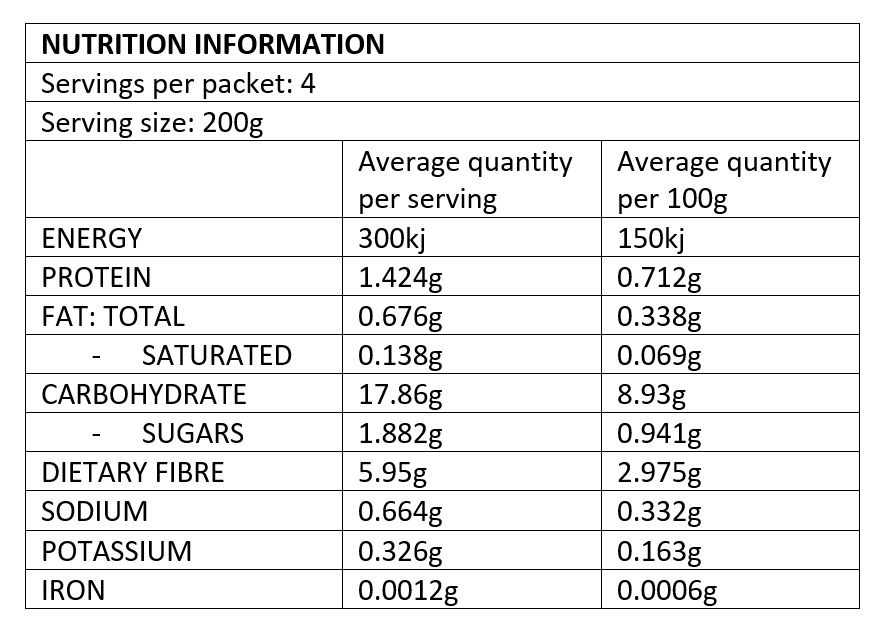 NUTRITION INFORMATION
Servings per packet: 4
Serving size: 200g
Average quantity per serving Average quantity per 100g
ENERGY 300kj 150kj
PROTEIN 1.424g 0.712g
FAT: TOTAL 0.676g 0.338g
- SATURATED 0.138g 0.069g
CARBOHYDRATE 17.86g 8.93g
- SUGARS 1.882g 0.941g
DIETARY FIBRE 5.95g 2.975g
SODIUM 0.664g 0.332g
POTASSIUM 0.326g 0.163g
IRON 0.0012g 0.0006g